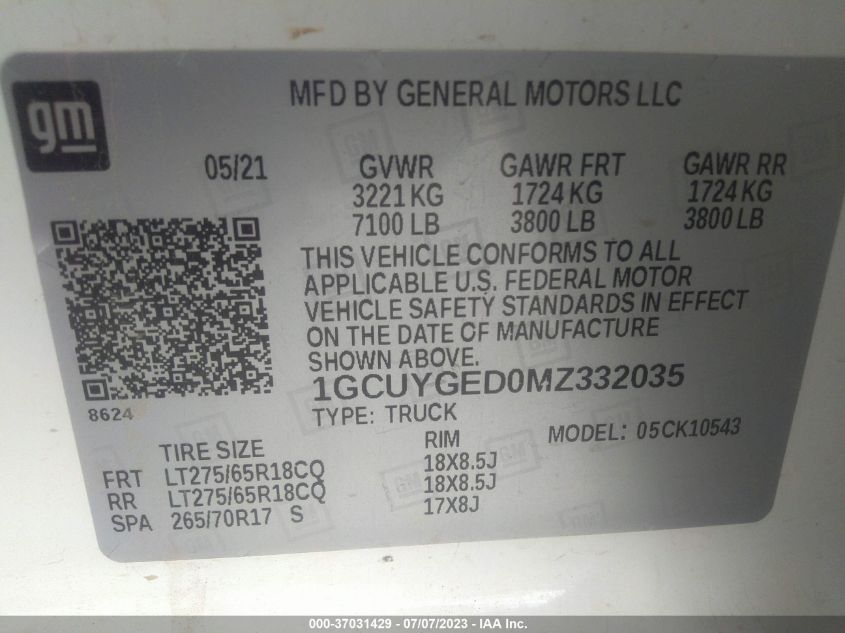 gm
MFD BY GENERAL MOTORS LLC
05/21 GVWR GAWR FRT GAWR RR
3221 KG 1724 KG 1724 KG
7100 LB 3800 LB 3800 LB
THIS VEHICLE CONFORMS TO ALL
APPLICABLE U.S. FEDERAL MOTOR
VEHICLE SAFETY STANDARDS IN EFFECT
ON THE DATE OF MANUFACTURE
SHOWN ABOVE.
1GCUYGED0MZ332035
8624
TYPE: TRUCK
MODEL: 05CK10543
TIRE SIZE RIM
FRT LT275/65R18CQ 18X8.5J
RR LT275/65R18CQ 18X8.5J
SPA 265/70R17 S 17X8J
000-37031429 - 07/07/2023 - IAA Inc.